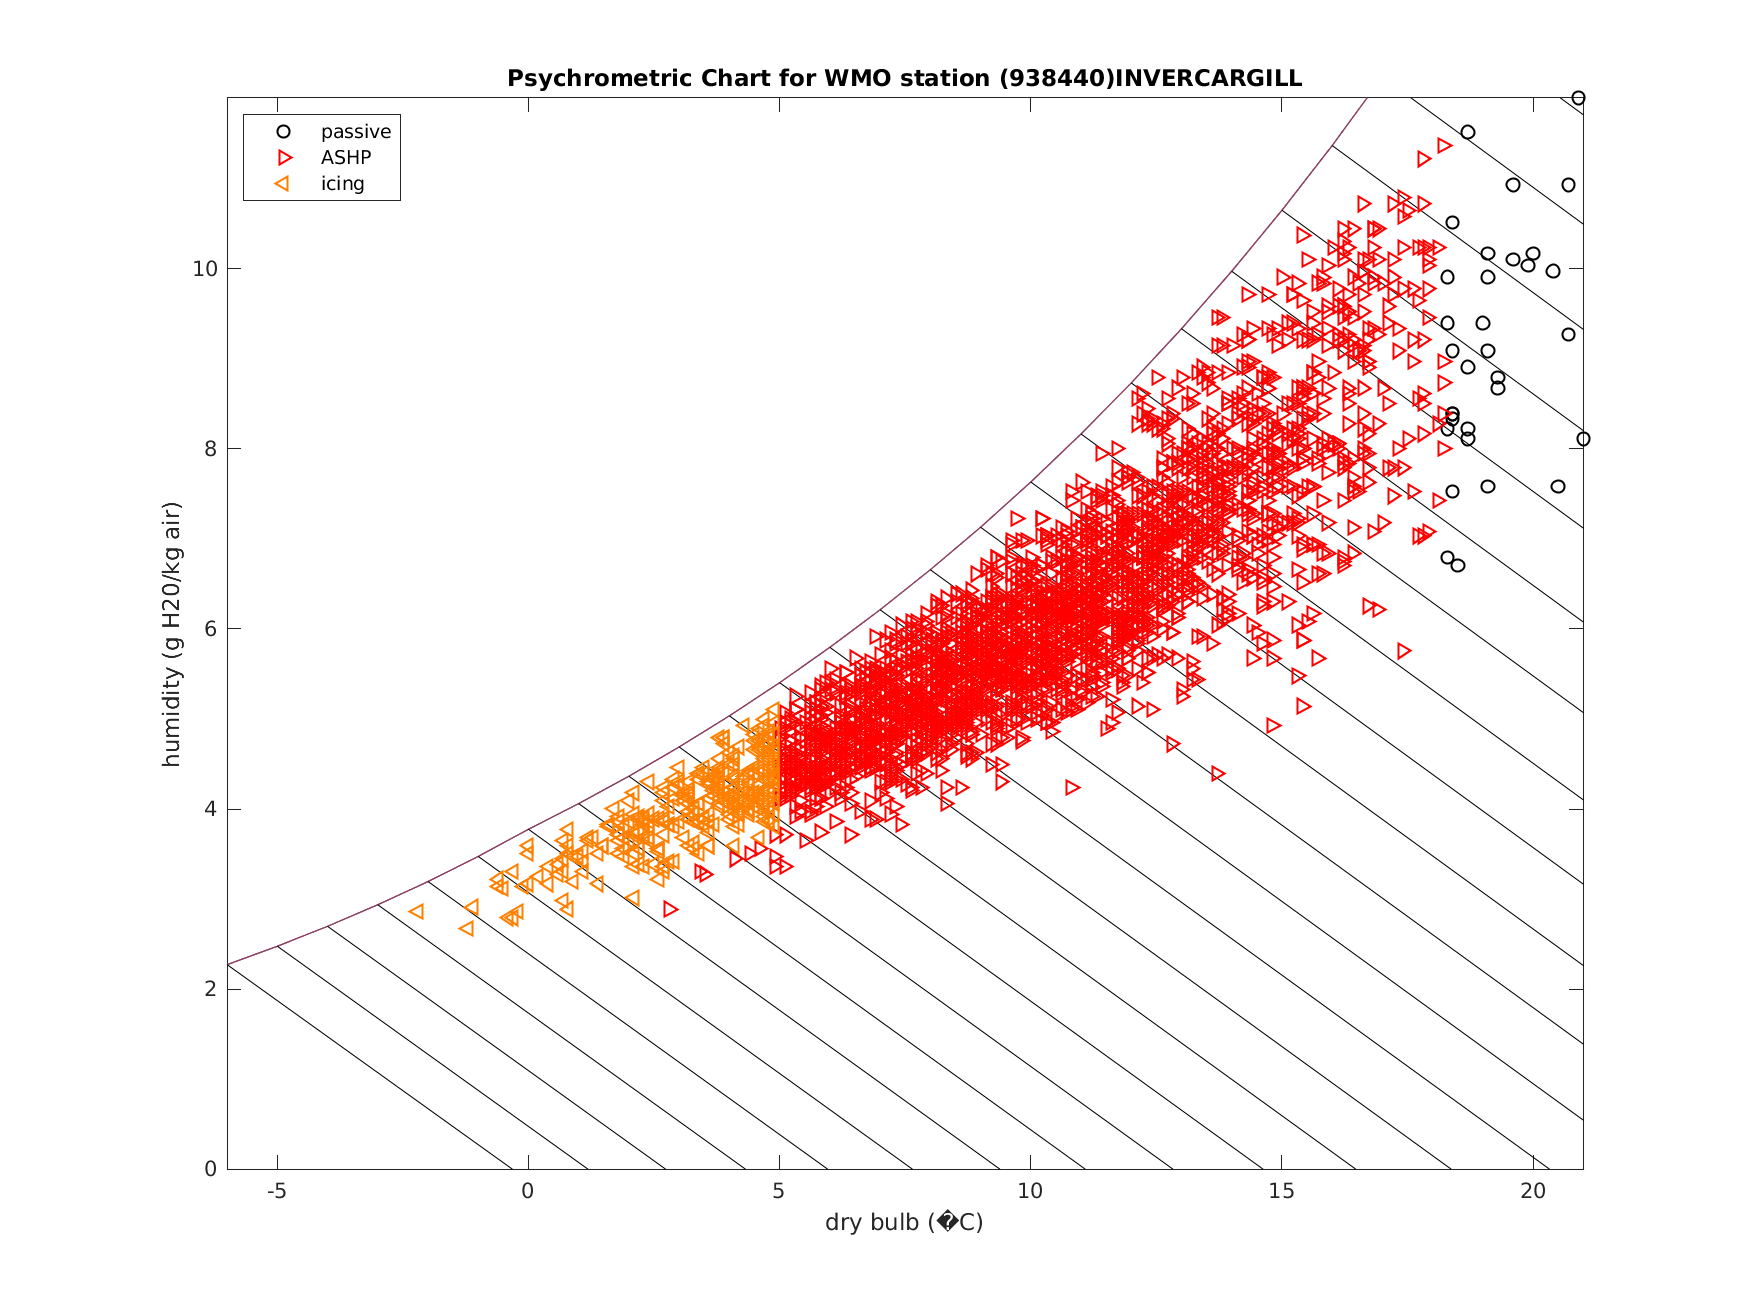 Psychrometric Chart for WMO station (938440)INVERCARGILL
passive
ASHP
icing
10
8
6
4
2
0
humidity (g H20/kg air)
-5
0
5
10
15
20
dry bulb (�C)